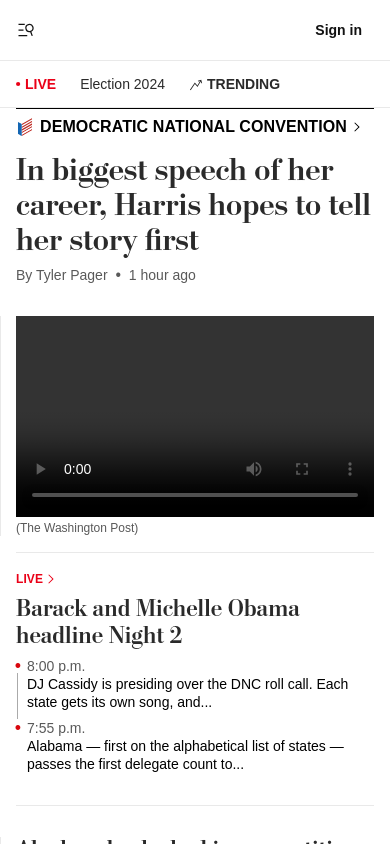 Sign in
• LIVE
Election 2024
TRENDING
DEMOCRATIC NATIONAL CONVENTION
In biggest speech of her
career, Harris hopes to tell
her story first
By Tyler Pager • 1 hour ago
0:00
(The Washington Post)
LIVE
Barack and Michelle Obama
headline Night 2
8:00 p.m.
DJ Cassidy is presiding over the DNC roll call. Each
state gets its own song, and...
7:55 p.m.
Alabama — first on the alphabetical list of states —
passes the first delegate count to...